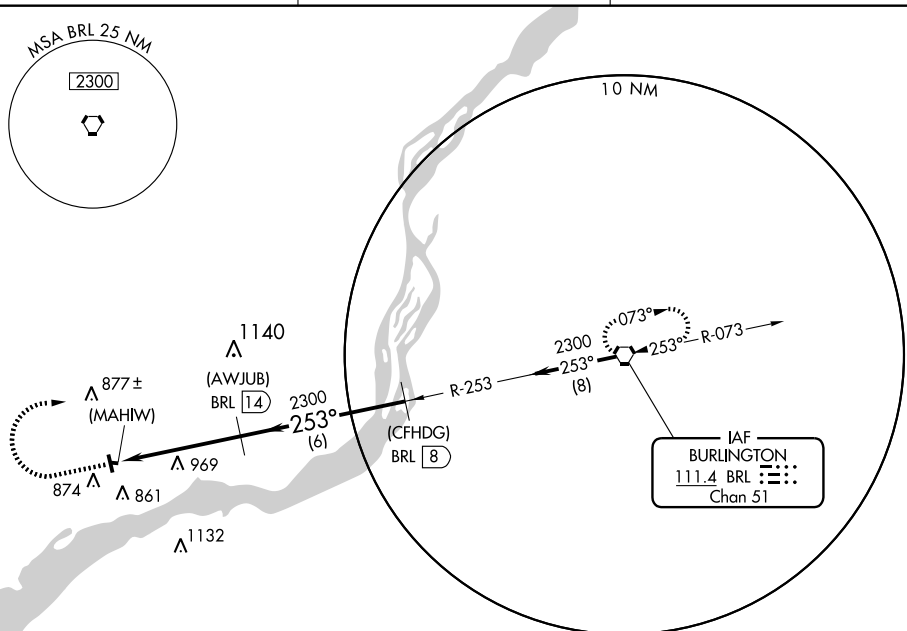 MSA BRL 25 NM
2300
10 NM
073°
R-073
253°
2300
253°
(8)
R-253
1140
(AWJUB)
BRL 14
2300
253°
(6)
(CFHDG)
BRL 8
877±
(MAHIW)
969
874
861
1132
IAF
BURLINGTON
111.4 BRL
Chan 51